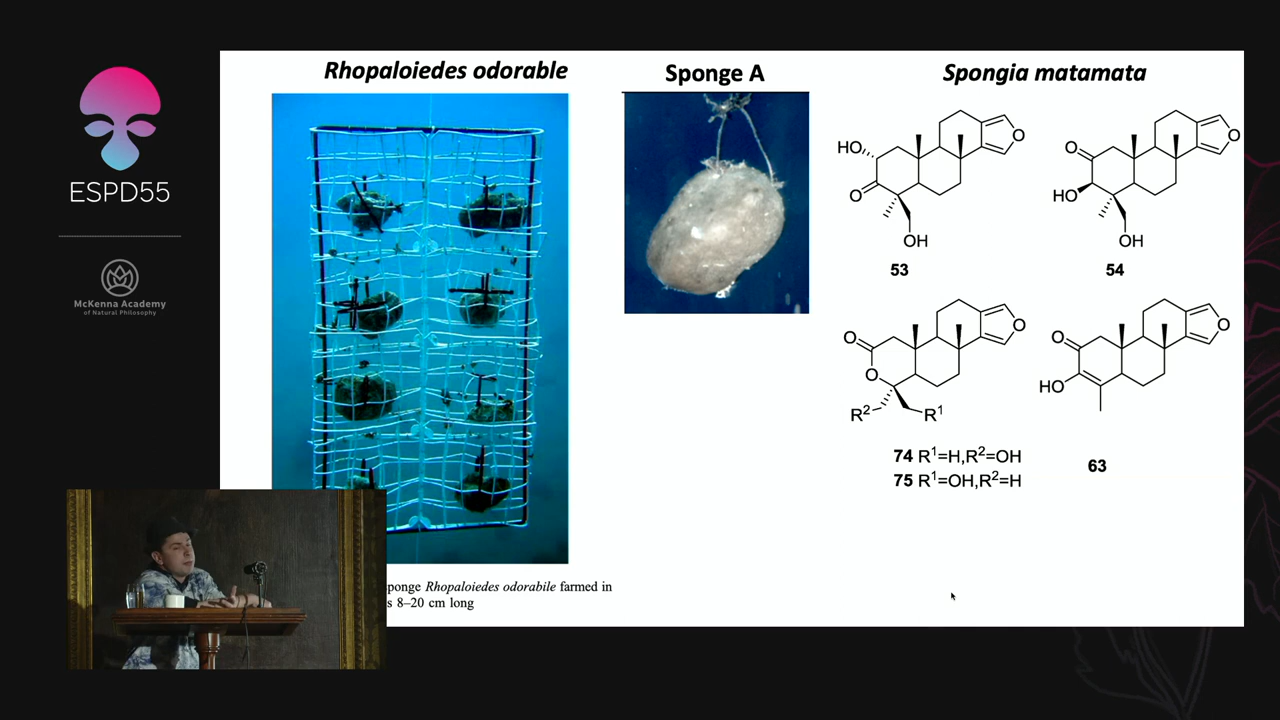 ESPD55
McKenna Academy
of Natural Philosophy
Rhopaloiedes odorable
ponge Rhopaloiedes odorabile farmed in
s 8–20 cm long
Sponge A
Spongia matamata
HO
O
OH
O
53
O
HO
OH
O
54
O
O
R² R¹
O
74 R¹=H,R²=OH
75 R¹=OH,R²=H
O
HO
O
63